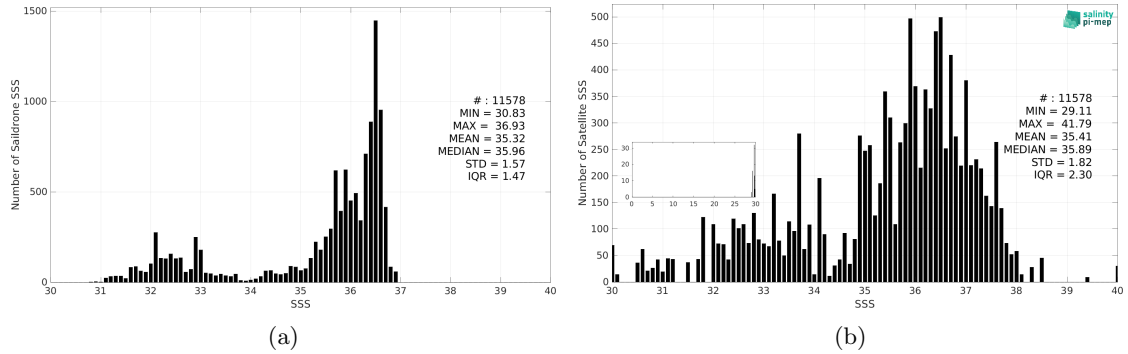 1500
1000
500
0
30 31 32 33 34 35 36 37 38 39 40
SSS
Number of Saildrone SSS
# : 11578
MIN = 30.83
MAX = 36.93
MEAN = 35.32
MEDIAN = 35.96
STD = 1.57
IQR = 1.47
(a)
salinity
pi-mep
500
450
400
350
300
250
200
150
100
50
0
30 31 32 33 34 35 36 37 38 39 40
SSS
Number of Satellite SSS
# : 11578
MIN = 29.11
MAX = 41.79
MEAN = 35.41
MEDIAN = 35.89
STD = 1.82
IQR = 2.30
30
20
10
0
0 5 10 15 20 25 30
(b)